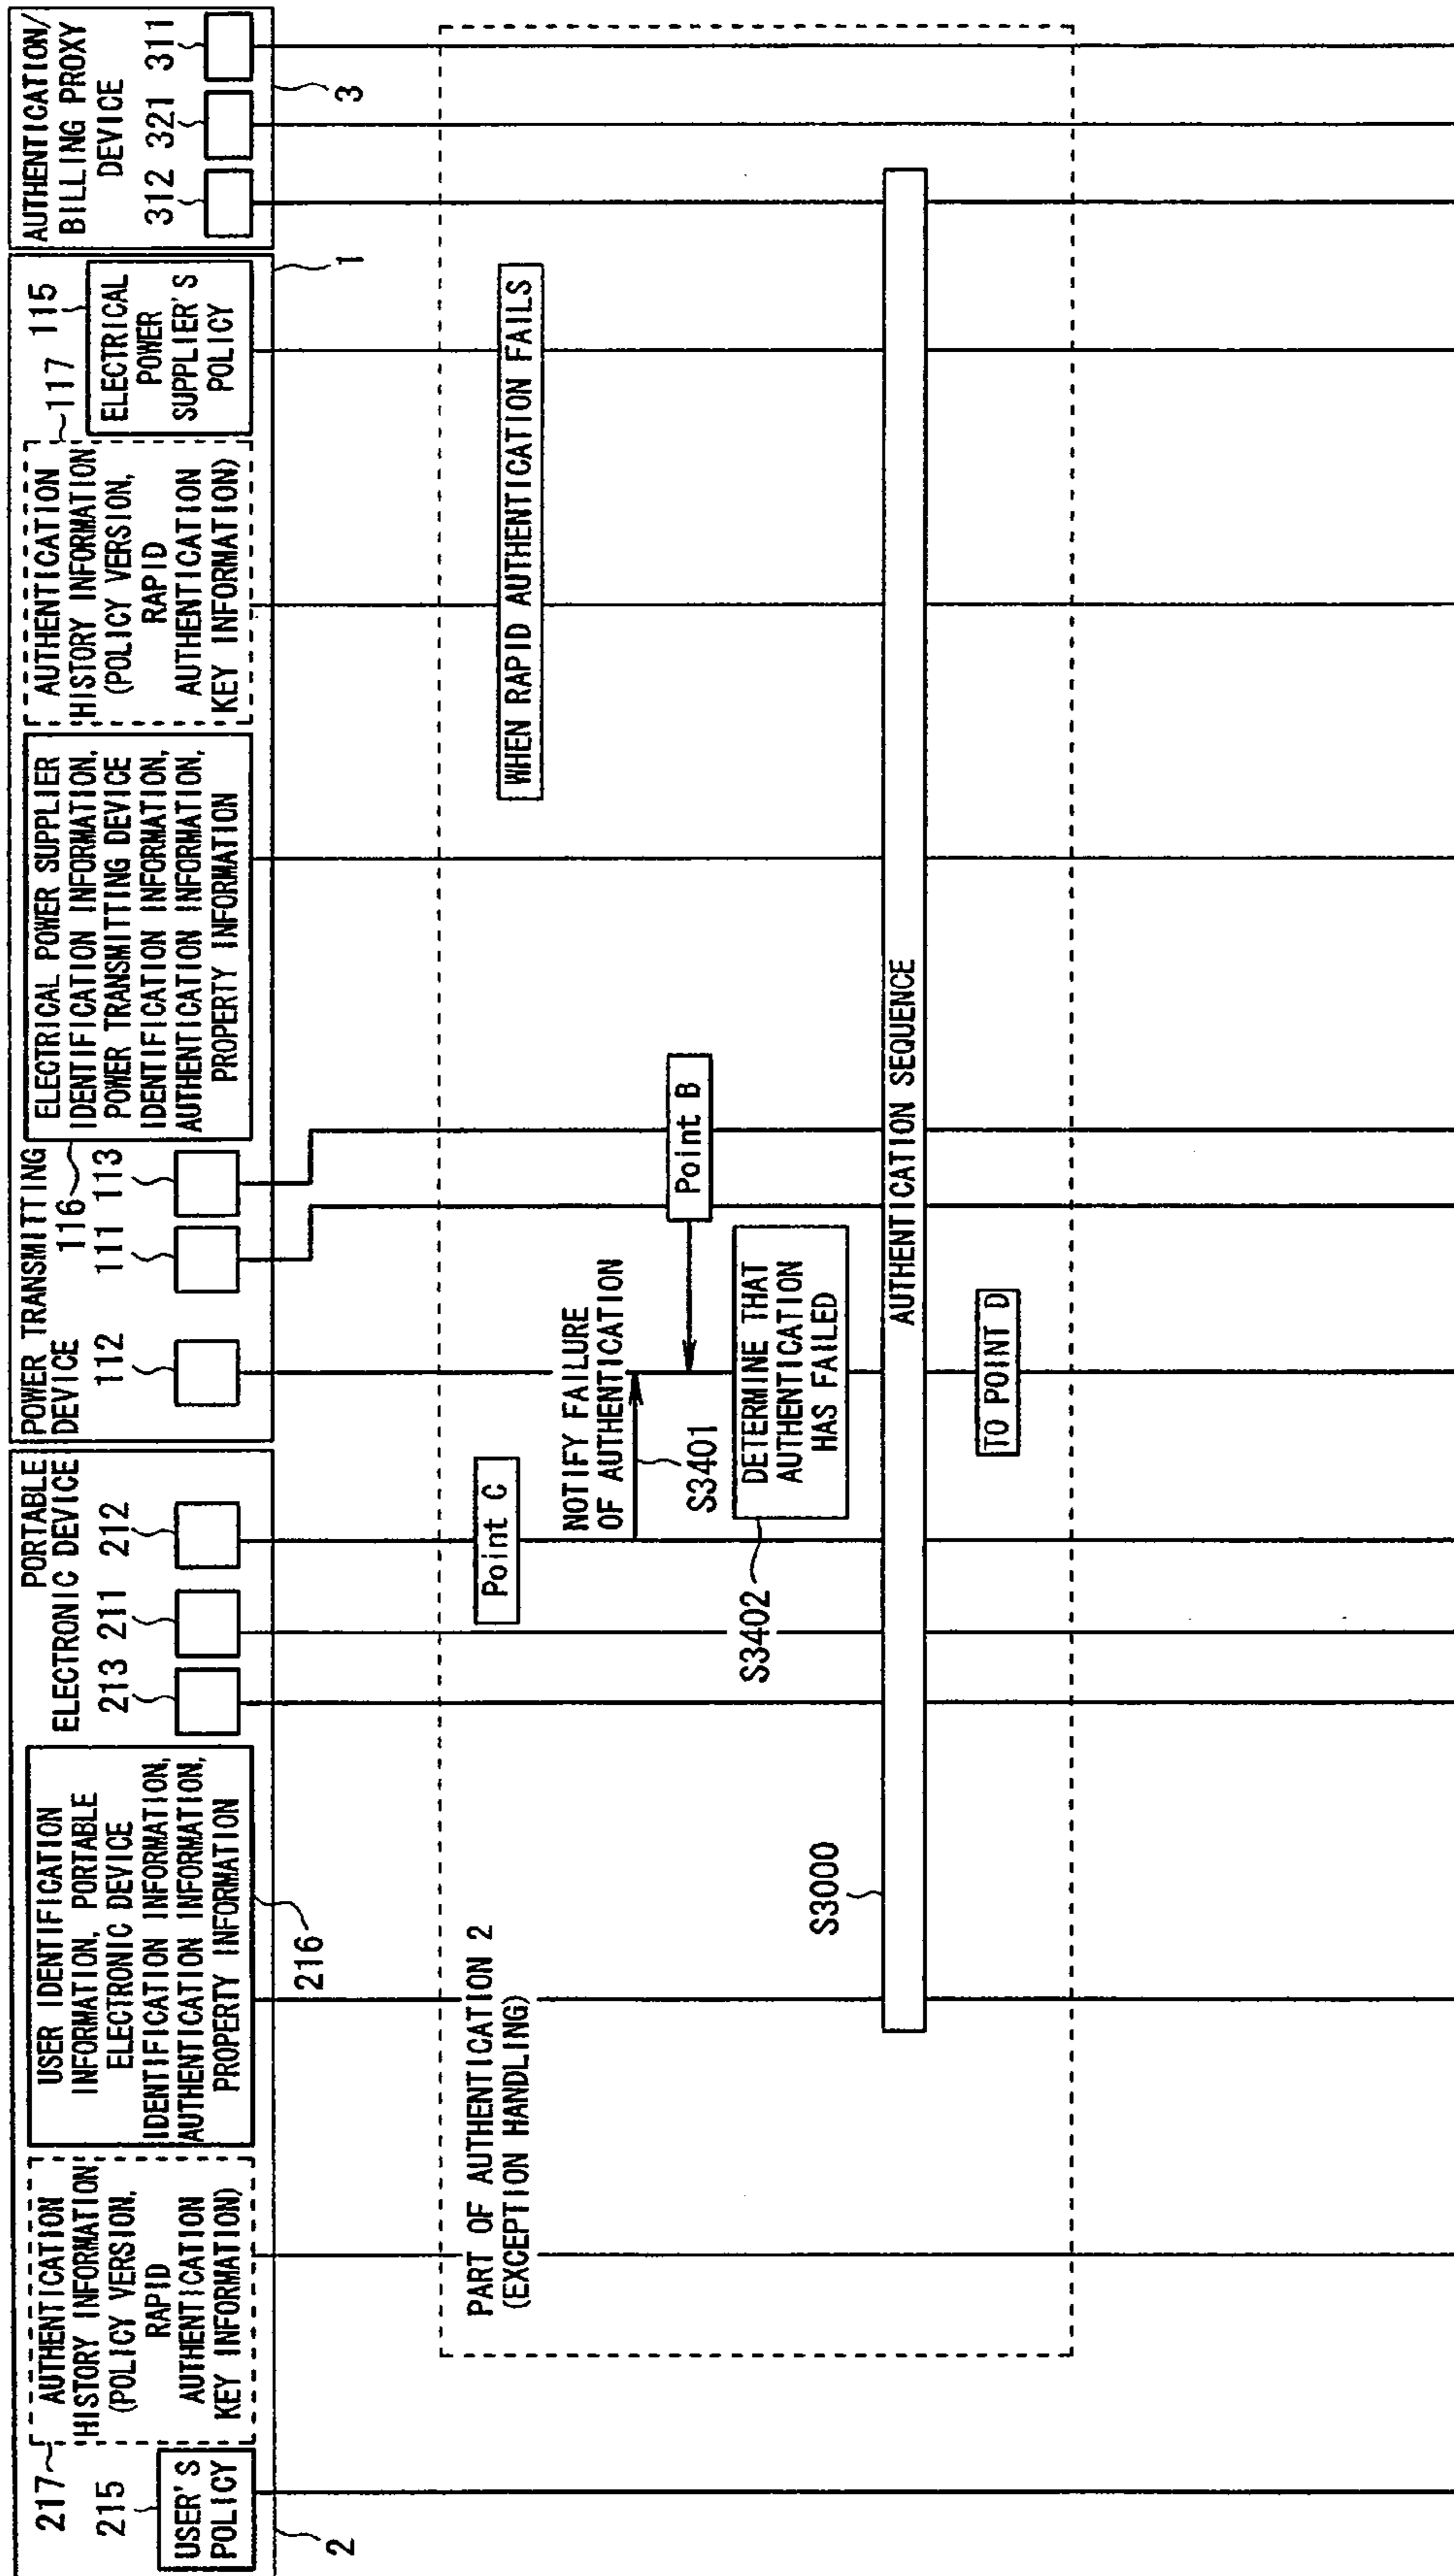 217
215
USER'S
POLICY
2
AUTHENTICATION
HISTORY INFORMATION
(POLICY VERSION,
RAPID
AUTHENTICATION
KEY INFORMATION)
USER IDENTIFICATION
INFORMATION, PORTABLE
ELECTRONIC DEVICE
IDENTIFICATION INFORMATION,
AUTHENTICATION INFORMATION,
PROPERTY INFORMATION
216
PORTABLE
ELECTRONIC DEVICE
213
211
212
POWER TRANSMITTING
DEVICE
112
111
113
116
ELECTRICAL POWER SUPPLIER
IDENTIFICATION INFORMATION,
POWER TRANSMITTING DEVICE
IDENTIFICATION INFORMATION,
AUTHENTICATION INFORMATION,
PROPERTY INFORMATION
AUTHENTICATION
HISTORY INFORMATION
(POLICY VERSION,
RAPID
AUTHENTICATION
KEY INFORMATION)
117
115
ELECTRICAL
POWER
SUPPLIER'S
POLICY
1
AUTHENTICATION/
BILLING PROXY
DEVICE
312
321
311
3
PART OF AUTHENTICATION 2
(EXCEPTION HANDLING)
Point C
WHEN RAPID AUTHENTICATION FAILS
NOTIFY FAILURE
OF AUTHENTICATION
S3401
Point B
S3402
DETERMINE THAT
AUTHENTICATION
HAS FAILED
S3000
AUTHENTICATION SEQUENCE
TO POINT D